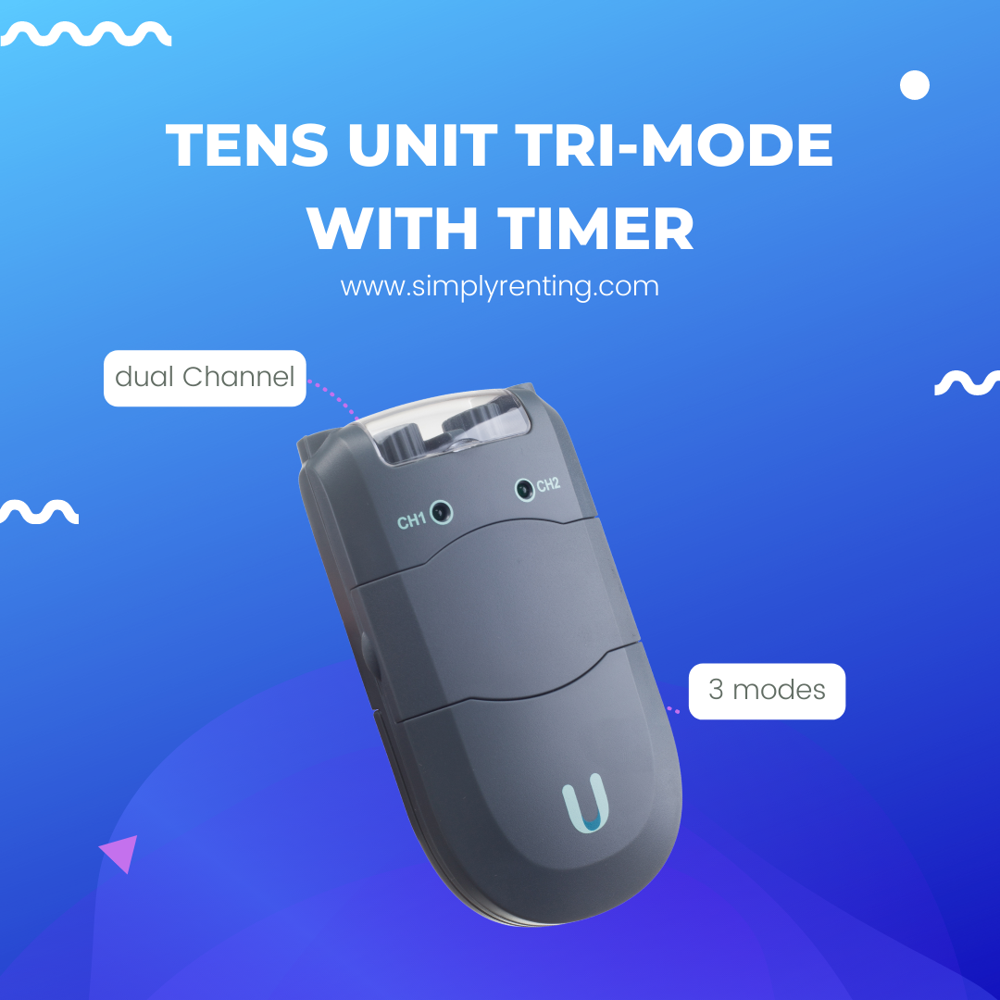 TENS UNIT TRI-MODE
WITH TIMER
www.simplyrenting.com
dual Channel
CH1
CH2
3 modes
U